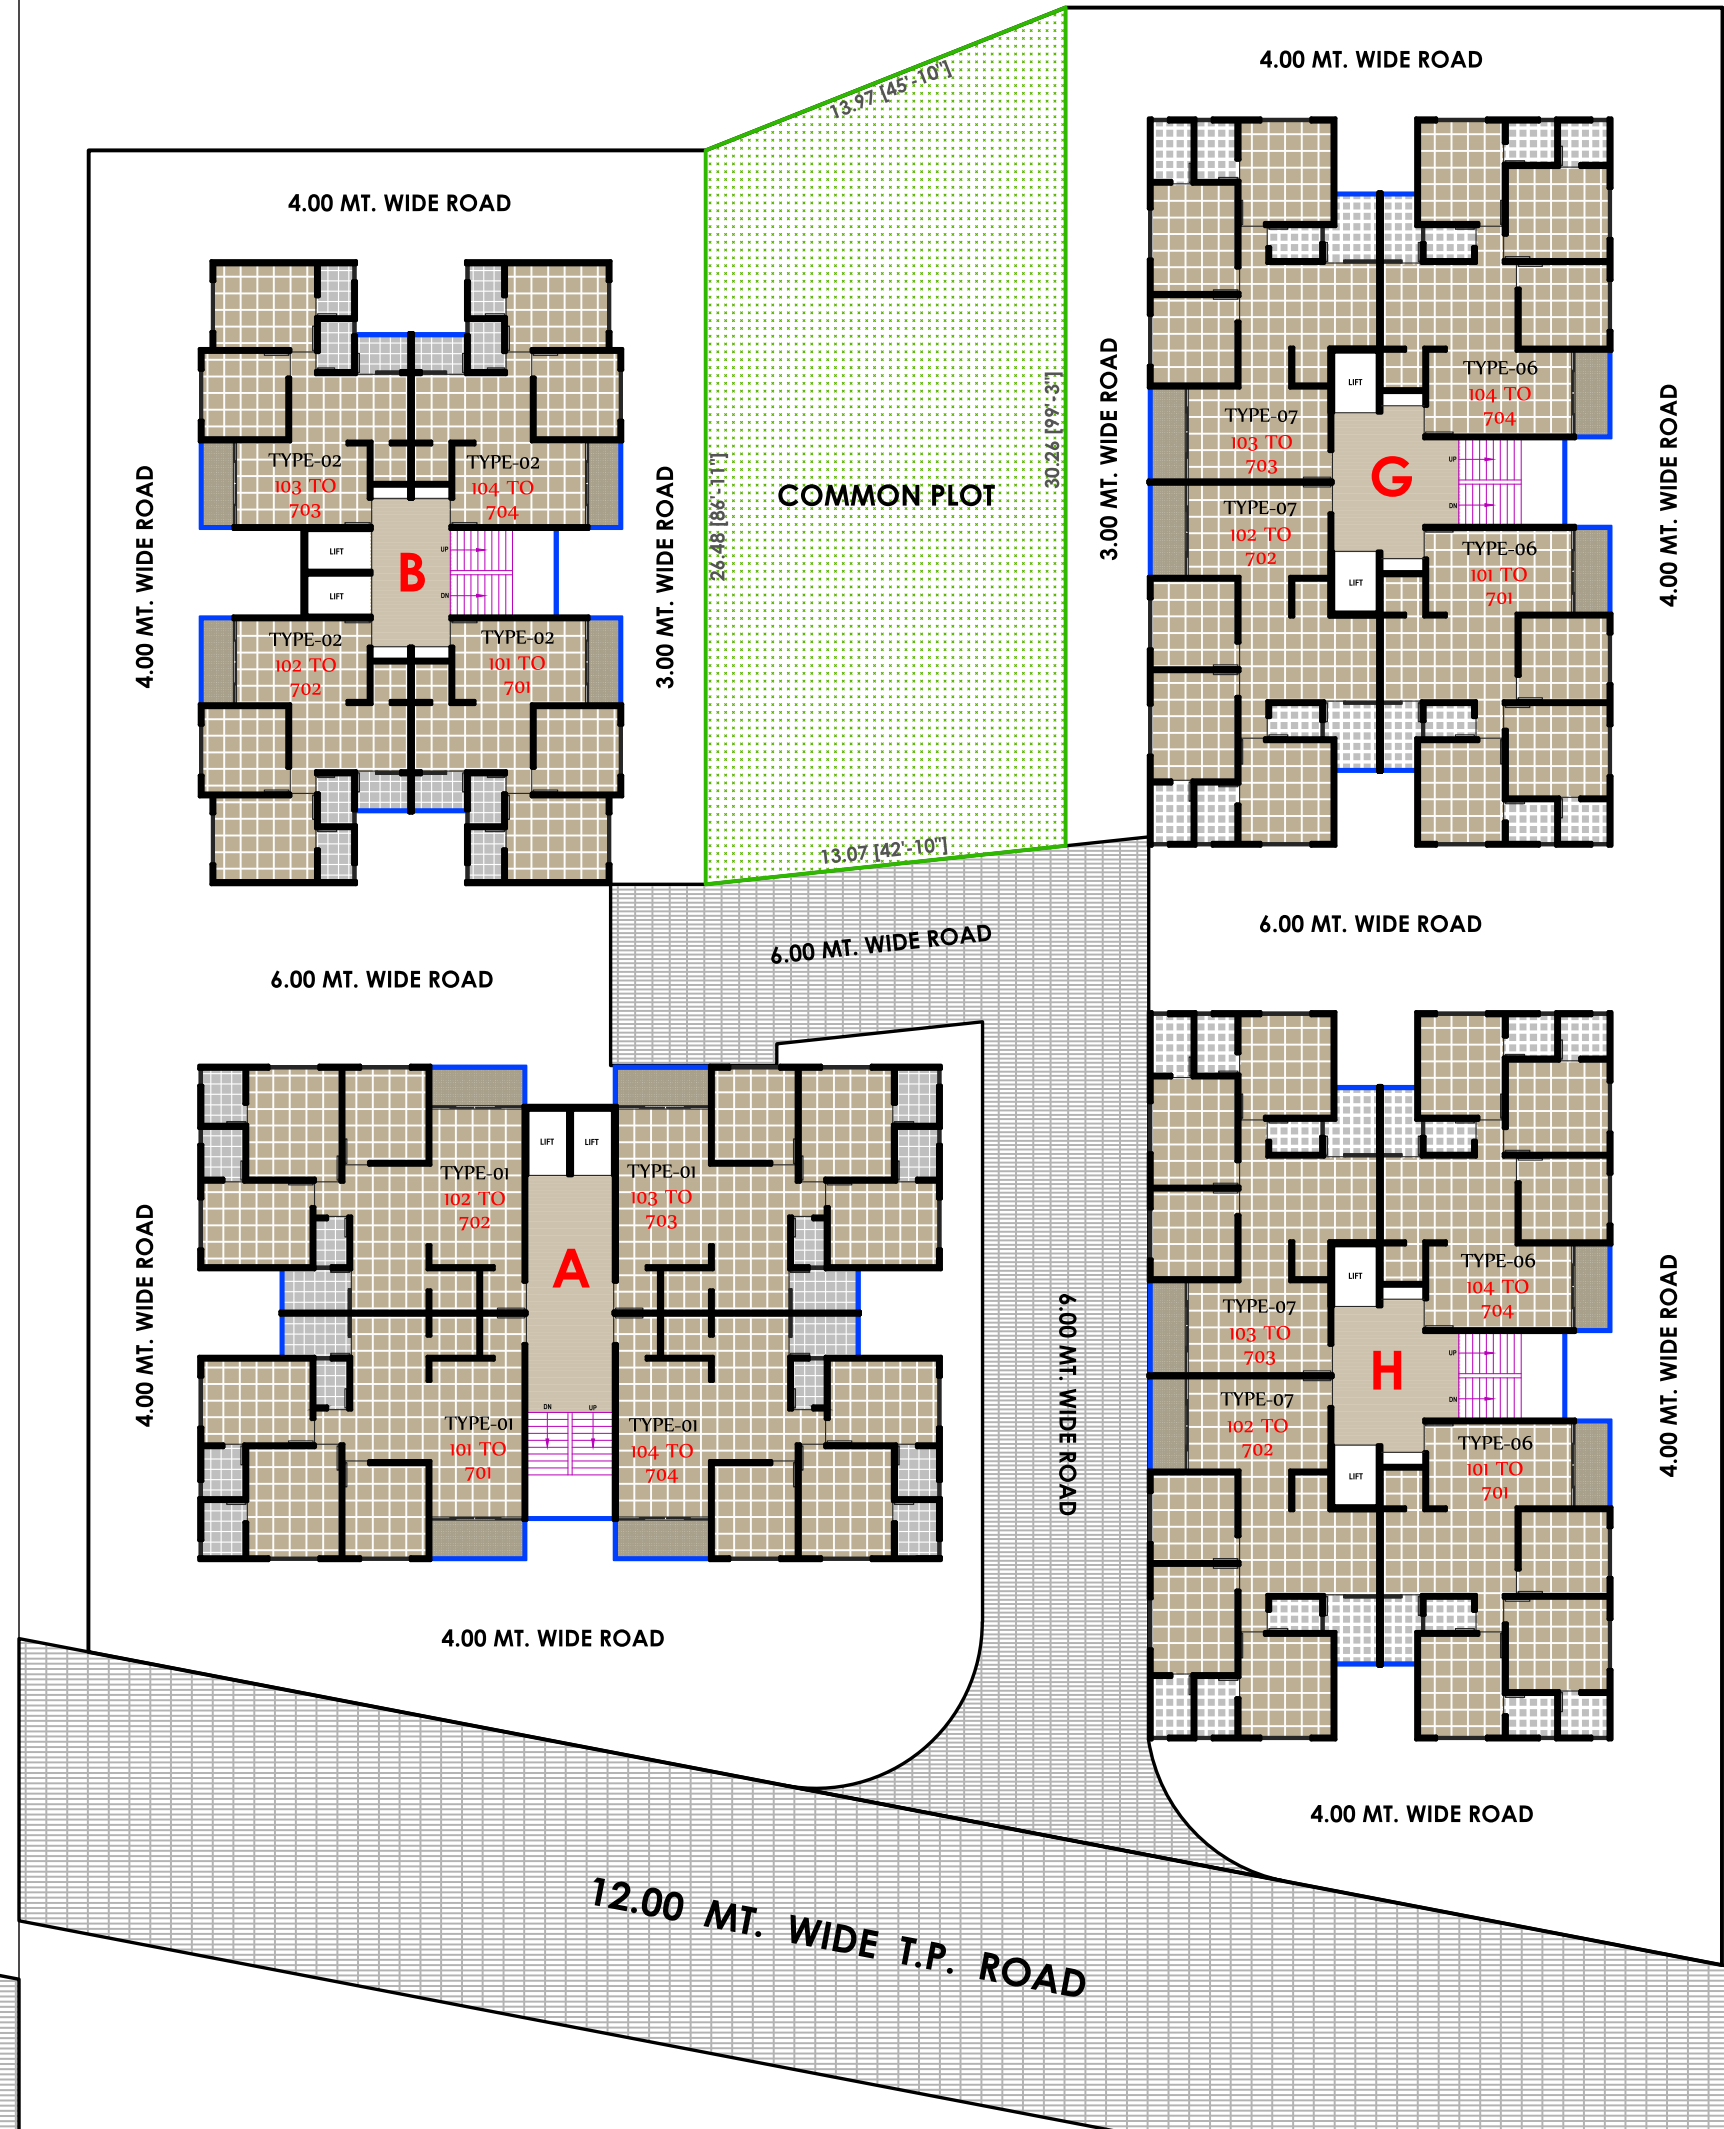 4.00 MT. WIDE ROAD
13.97 [45'-10"]
4.00 MT. WIDE ROAD
TYPE-02
103 TO
703
TYPE-02
104 TO
704
LIFT
LIFT
B
UP
DN
TYPE-02
102 TO
702
TYPE-02
101 TO
701
4.00 MT. WIDE ROAD
3.00 MT. WIDE ROAD
26.48 [86'-11"]
COMMON PLOT
30.26 [99'-3"]
13.07 [42'-10"]
3.00 MT. WIDE ROAD
TYPE-06
104 TO
704
LIFT
TYPE-07
103 TO
703
G
UP
DN
TYPE-07
102 TO
702
TYPE-06
101 TO
701
LIFT
4.00 MT. WIDE ROAD
6.00 MT. WIDE ROAD
6.00 MT. WIDE ROAD
6.00 MT. WIDE ROAD
LIFT
LIFT
TYPE-01
102 TO
702
TYPE-01
103 TO
703
A
4.00 MT. WIDE ROAD
DN
UP
TYPE-01
101 TO
701
TYPE-01
104 TO
704
6.00 MT. WIDE ROAD
TYPE-06
104 TO
704
LIFT
TYPE-07
103 TO
703
H
UP
DN
TYPE-07
102 TO
702
TYPE-06
101 TO
701
LIFT
4.00 MT. WIDE ROAD
4.00 MT. WIDE ROAD
4.00 MT. WIDE ROAD
12.00 MT. WIDE T.P. ROAD